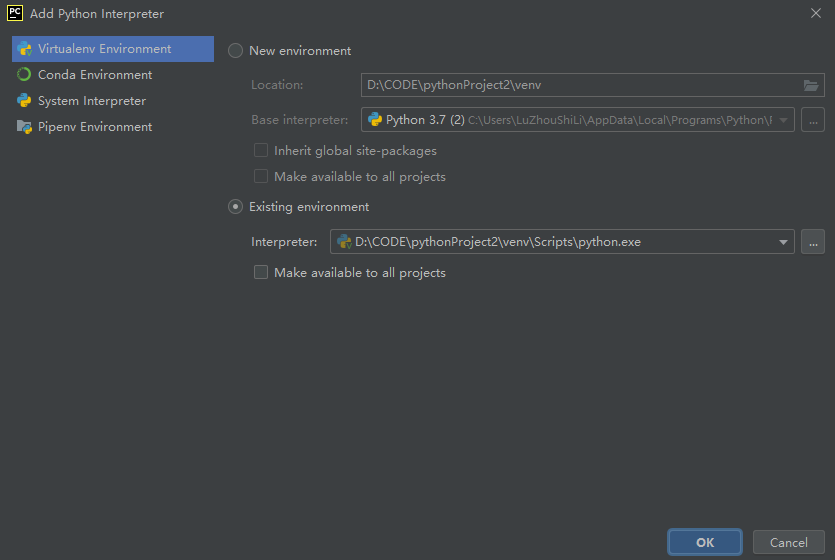 PC Add Python Interpreter
Virtualenv Environment
Conda Environment
System Interpreter
Pipenv Environment
New environment
Location: D:\CODE\pythonProject2\venv
Base interpreter: Python 3.7 (2) C:\Users\LuZhouShiLi\AppData\Local\Programs\Python\ ...
Inherit global site-packages
Make available to all projects
Existing environment
Interpreter: D:\CODE\pythonProject2\venv\Scripts\python.exe ...
Make available to all projects
OK Cancel